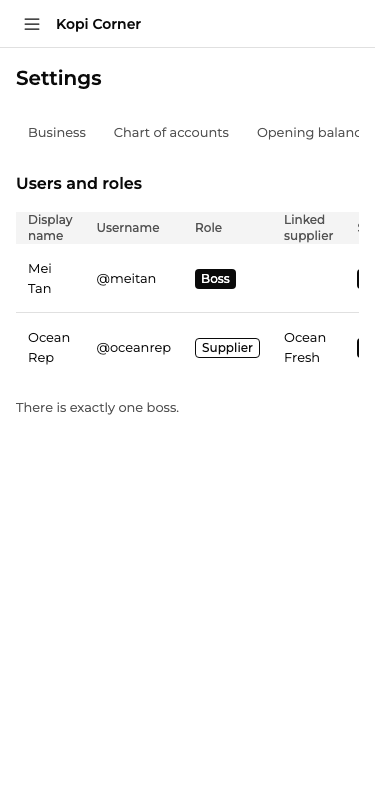 Kopi Corner
Settings
Business Chart of accounts Opening balanc
Users and roles
Display name Username Role Linked supplier
Mei Tan @meitan Boss
Ocean Rep @oceanrep Supplier Ocean Fresh
There is exactly one boss.